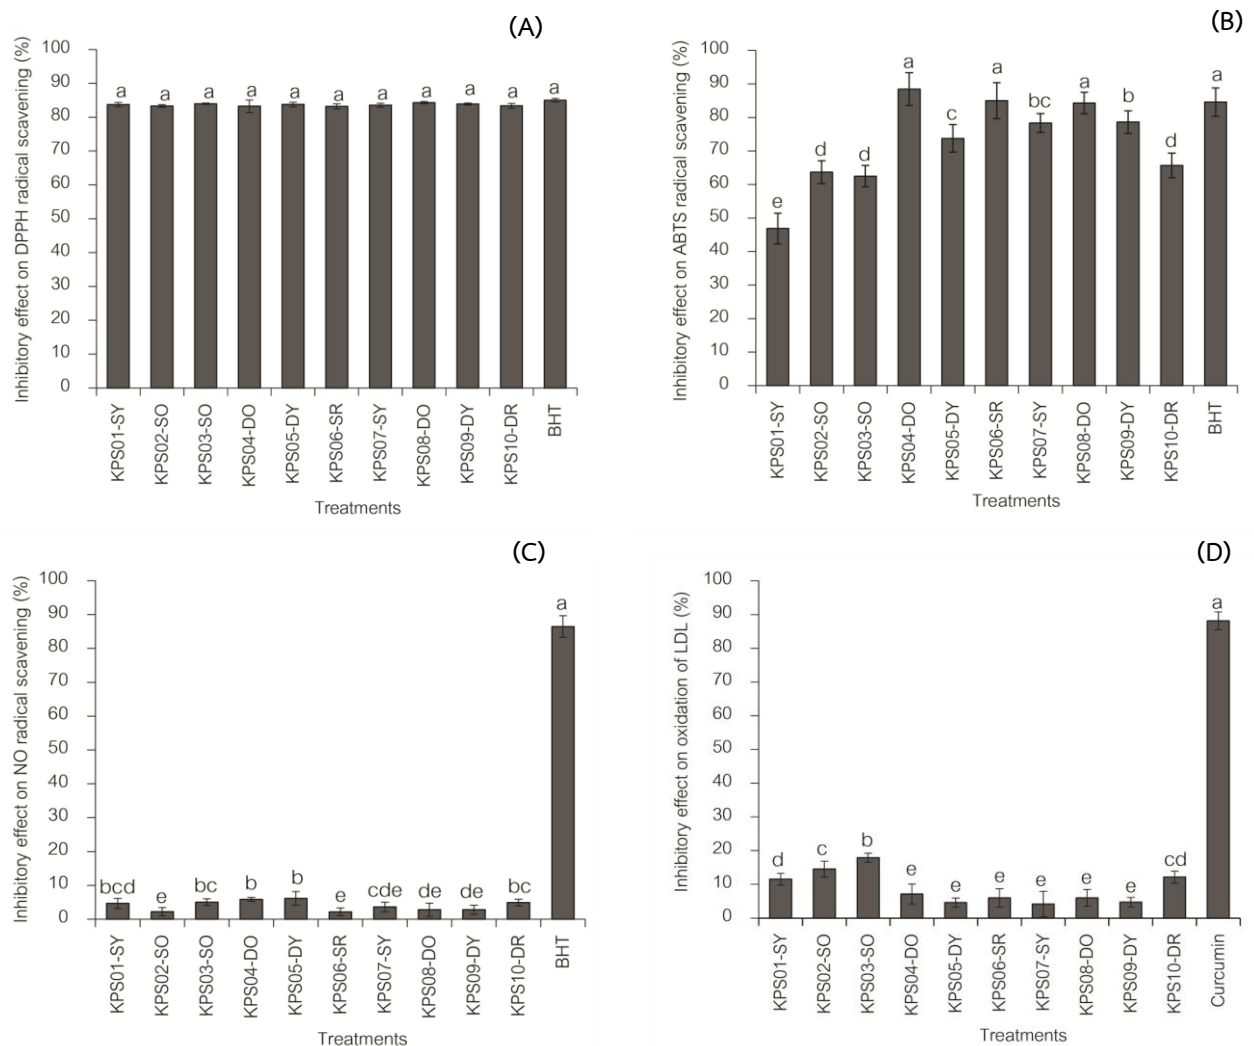 (A)
Inhibitory effect on DPPH radical scavening (%)
100
90
80
70
60
50
40
30
20
10
0
a a a a a a a a a a a
KPS01-SY
KPS02-SO
KPS03-SO
KPS04-DO
KPS05-DY
KPS06-SR
KPS07-SY
KPS08-DO
KPS09-DY
KPS10-DR
BHT
Treatments
(B)
Inhibitory effect on ABTS radical scavening (%)
100
90
80
70
60
50
40
30
20
10
0
e d d a c a bc a b d a
KPS01-SY
KPS02-SO
KPS03-SO
KPS04-DO
KPS05-DY
KPS06-SR
KPS07-SY
KPS08-DO
KPS09-DY
KPS10-DR
BHT
Treatments
(C)
Inhibitory effect on NO radical scavening (%)
100
90
80
70
60
50
40
30
20
10
0
bcd e bc b b e cde de de bc a
KPS01-SY
KPS02-SO
KPS03-SO
KPS04-DO
KPS05-DY
KPS06-SR
KPS07-SY
KPS08-DO
KPS09-DY
KPS10-DR
BHT
Treatments
(D)
Inhibitory effect on oxidation of LDL (%)
100
90
80
70
60
50
40
30
20
10
0
d c b e e e e e e cd a
KPS01-SY
KPS02-SO
KPS03-SO
KPS04-DO
KPS05-DY
KPS06-SR
KPS07-SY
KPS08-DO
KPS09-DY
KPS10-DR
Curcumin
Treatments